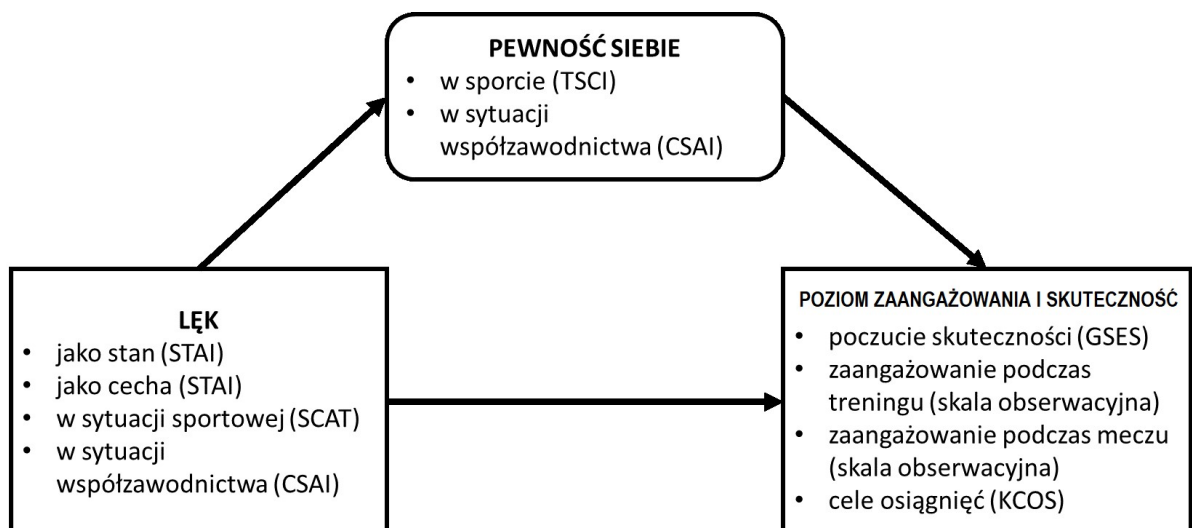 PEWNOŚĆ SIEBIE
• w sporcie (TSCI)
• w sytuacji
współzawodnictwa (CSAI)
LĘK
• jako stan (STAI)
• jako cecha (STAI)
• w sytuacji sportowej (SCAT)
• w sytuacji
współzawodnictwa (CSAI)
POZIOM ZAANGAŻOWANIA I SKUTECZNOŚĆ
• poczucie skuteczności (GSES)
• zaangażowanie podczas
treningu (skala obserwacyjna)
• zaangażowanie podczas meczu
(skala obserwacyjna)
• cele osiągnięć (KCOS)